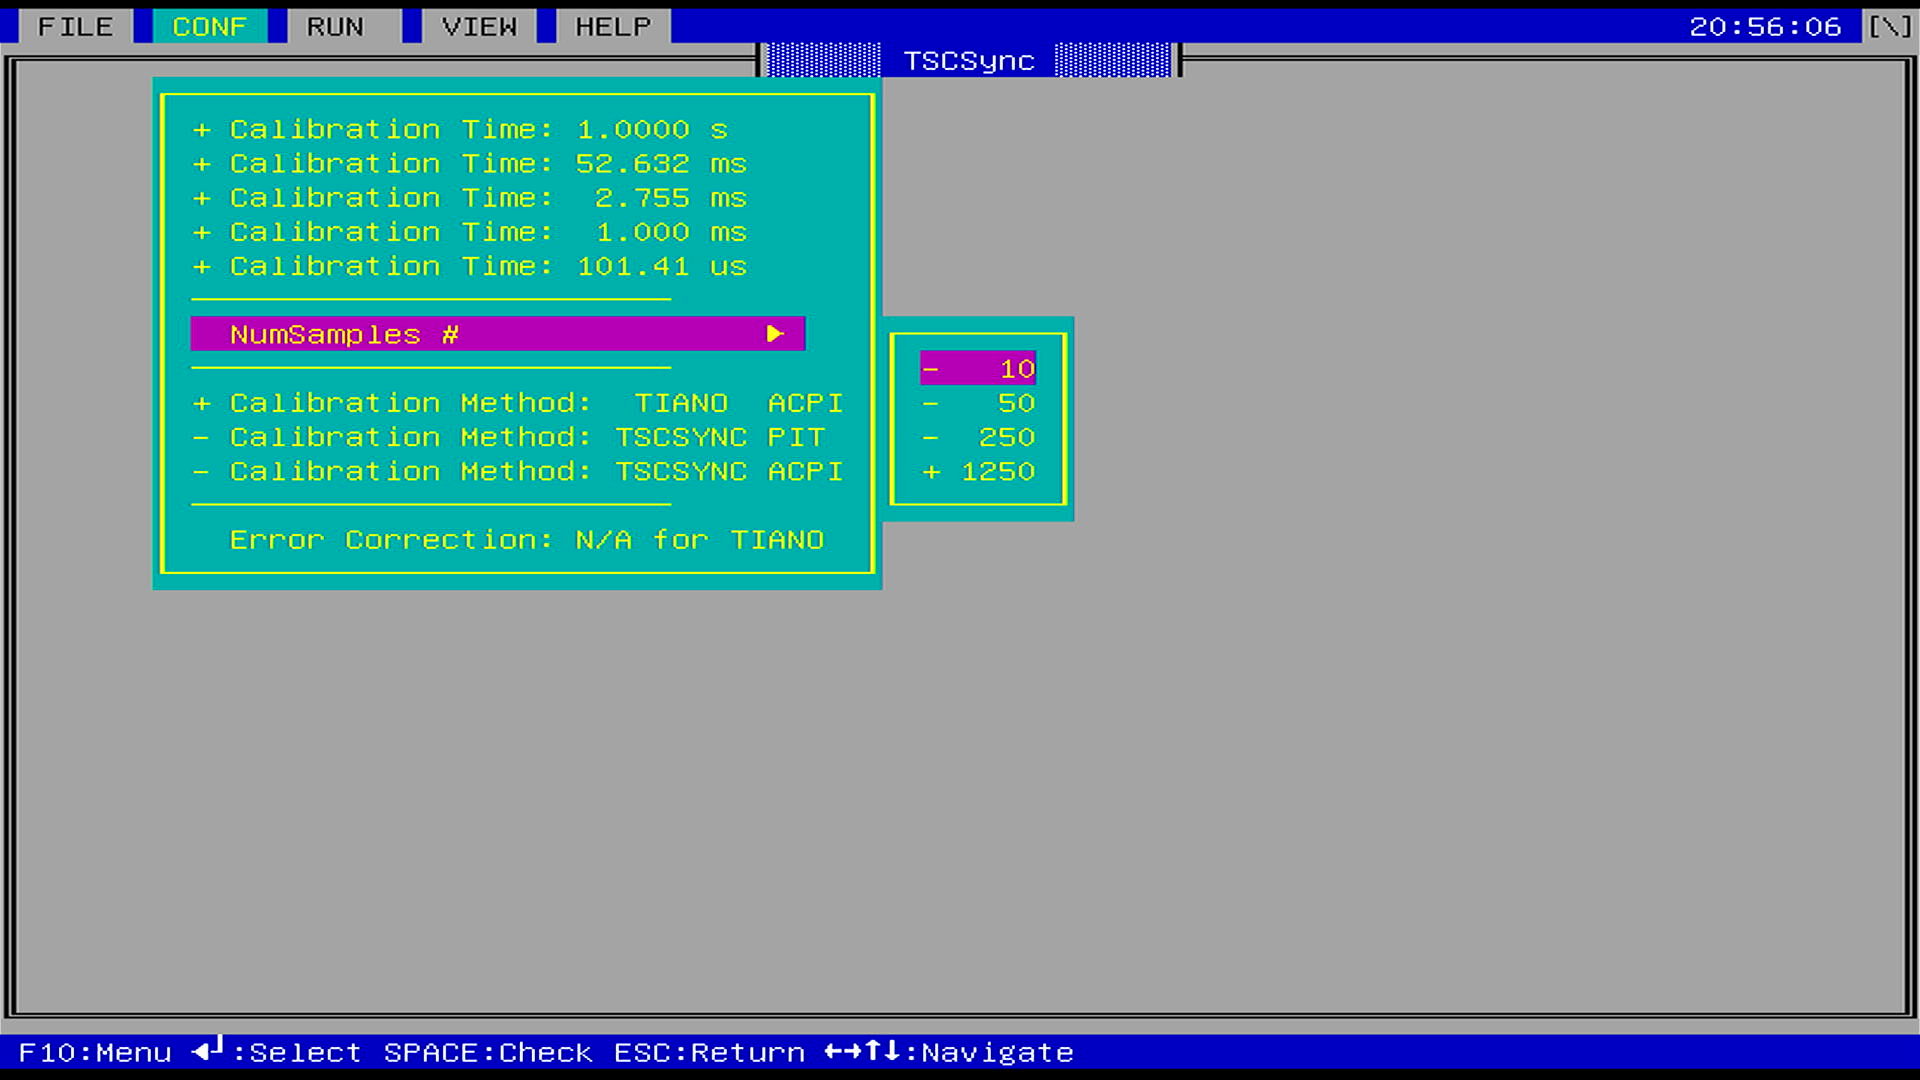 FILE CONF RUN VIEW HELP 20:56:06 [\]
TSCSync
+ Calibration Time: 1.0000 s
+ Calibration Time: 52.632 ms
+ Calibration Time: 2.755 ms
+ Calibration Time: 1.000 ms
+ Calibration Time: 101.41 us
NumSamples # ►
- 10
- 50
- 250
+ 1250
+ Calibration Method: TIANO ACPI
- Calibration Method: TSCSYNC PIT
- Calibration Method: TSCSYNC ACPI
Error Correction: N/A for TIANO
F10:Menu ◄┘:Select SPACE:Check ESC:Return ←→↑↓:Navigate